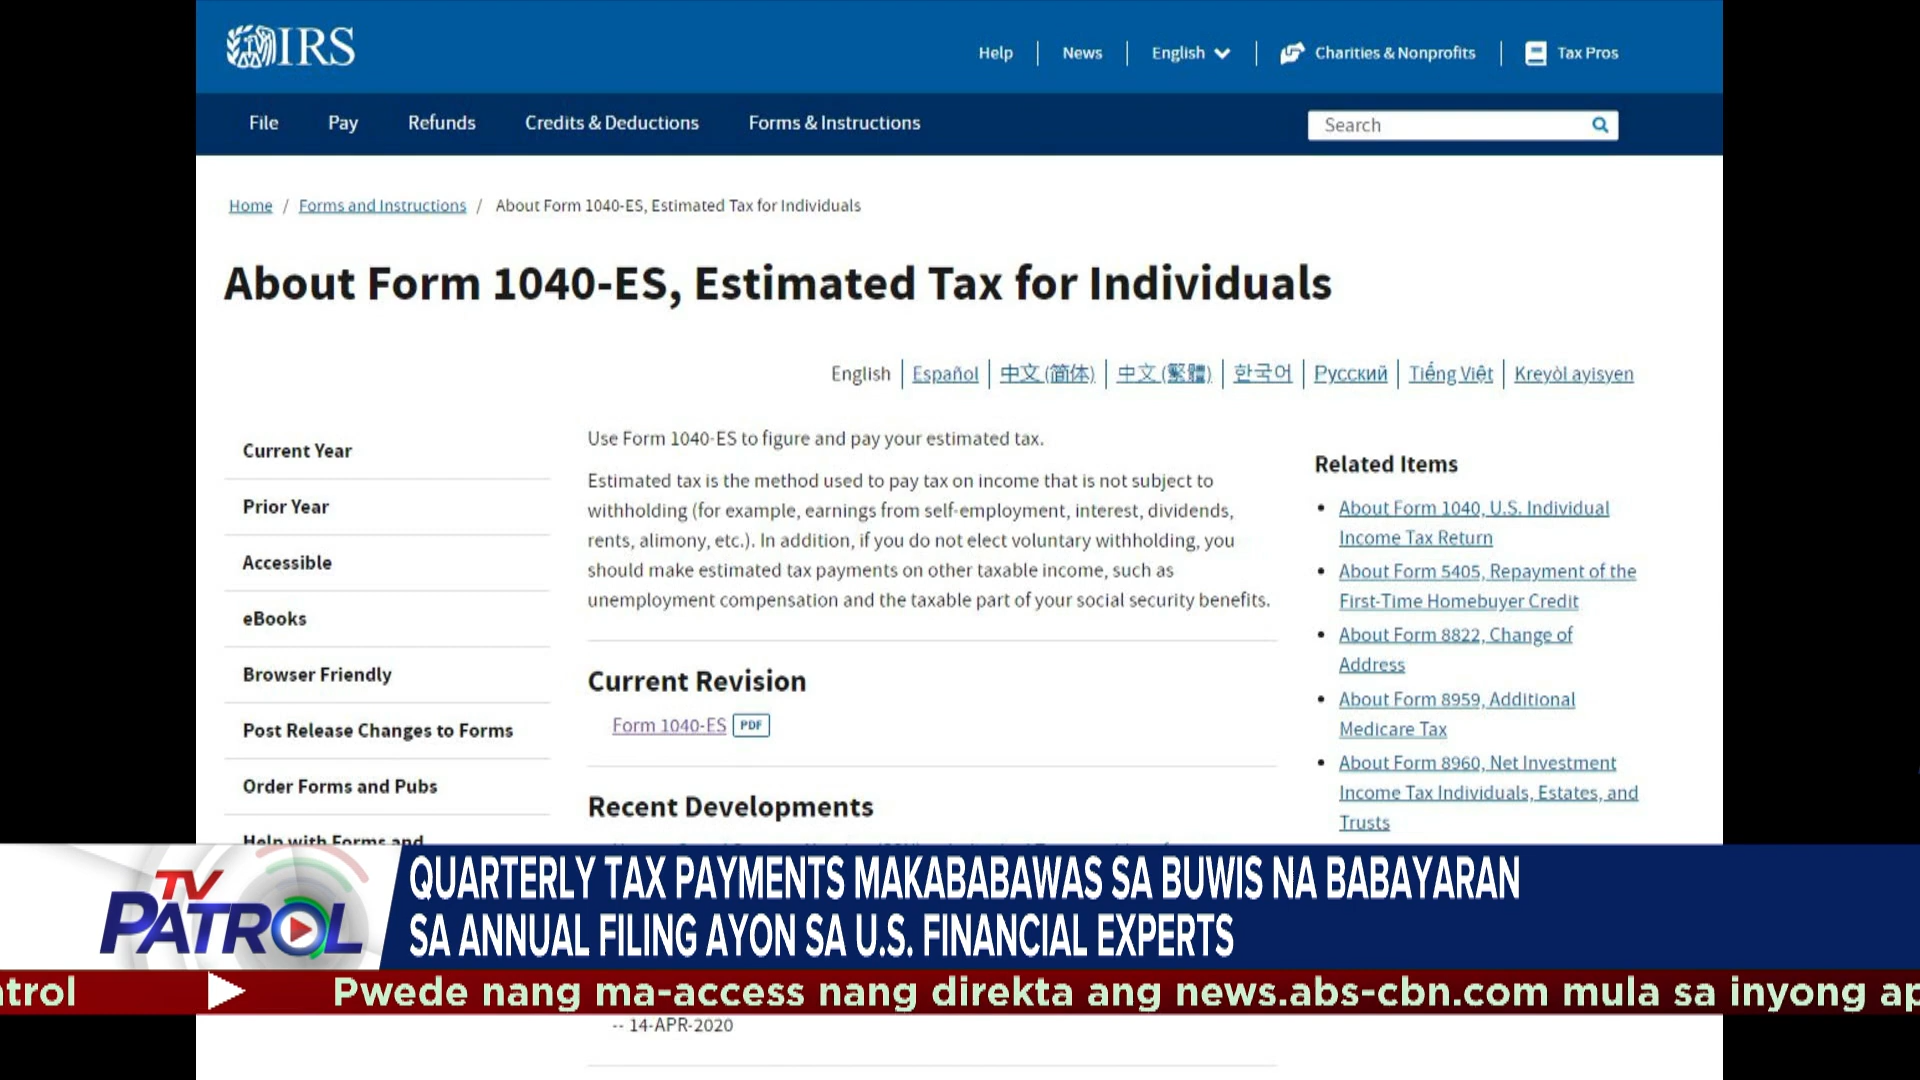 IRS
Help
News
English
Charities & Nonprofits
Tax Pros
File
Pay
Refunds
Credits & Deductions
Forms & Instructions
Search
Home / Forms and Instructions / About Form 1040-ES, Estimated Tax for Individuals
About Form 1040-ES, Estimated Tax for Individuals
English | Español | 中文 (简体) | 中文 (繁體) | 한국어 | Русский | Tiếng Việt | Kreyòl ayisyen
Current Year
Prior Year
Accessible
eBooks
Browser Friendly
Post Release Changes to Forms
Order Forms and Pubs
Help with Forms and
Use Form 1040-ES to figure and pay your estimated tax.
Estimated tax is the method used to pay tax on income that is not subject to
withholding (for example, earnings from self-employment, interest, dividends,
rents, alimony, etc.). In addition, if you do not elect voluntary withholding, you
should make estimated tax payments on other taxable income, such as
unemployment compensation and the taxable part of your social security benefits.
Current Revision
Form 1040-ES PDF
Recent Developments
Related Items
About Form 1040, U.S. Individual
Income Tax Return
About Form 5405, Repayment of the
First-Time Homebuyer Credit
About Form 8822, Change of
Address
About Form 8959, Additional
Medicare Tax
About Form 8960, Net Investment
Income Tax Individuals, Estates, and
Trusts
TV
PATROL
QUARTERLY TAX PAYMENTS MAKABABAWAS SA BUWIS NA BABAYARAN
SA ANNUAL FILING AYON SA U.S. FINANCIAL EXPERTS
trol Pwede nang ma-access nang direkta ang news.abs-cbn.com mula sa inyong ap
-- 14-APR-2020